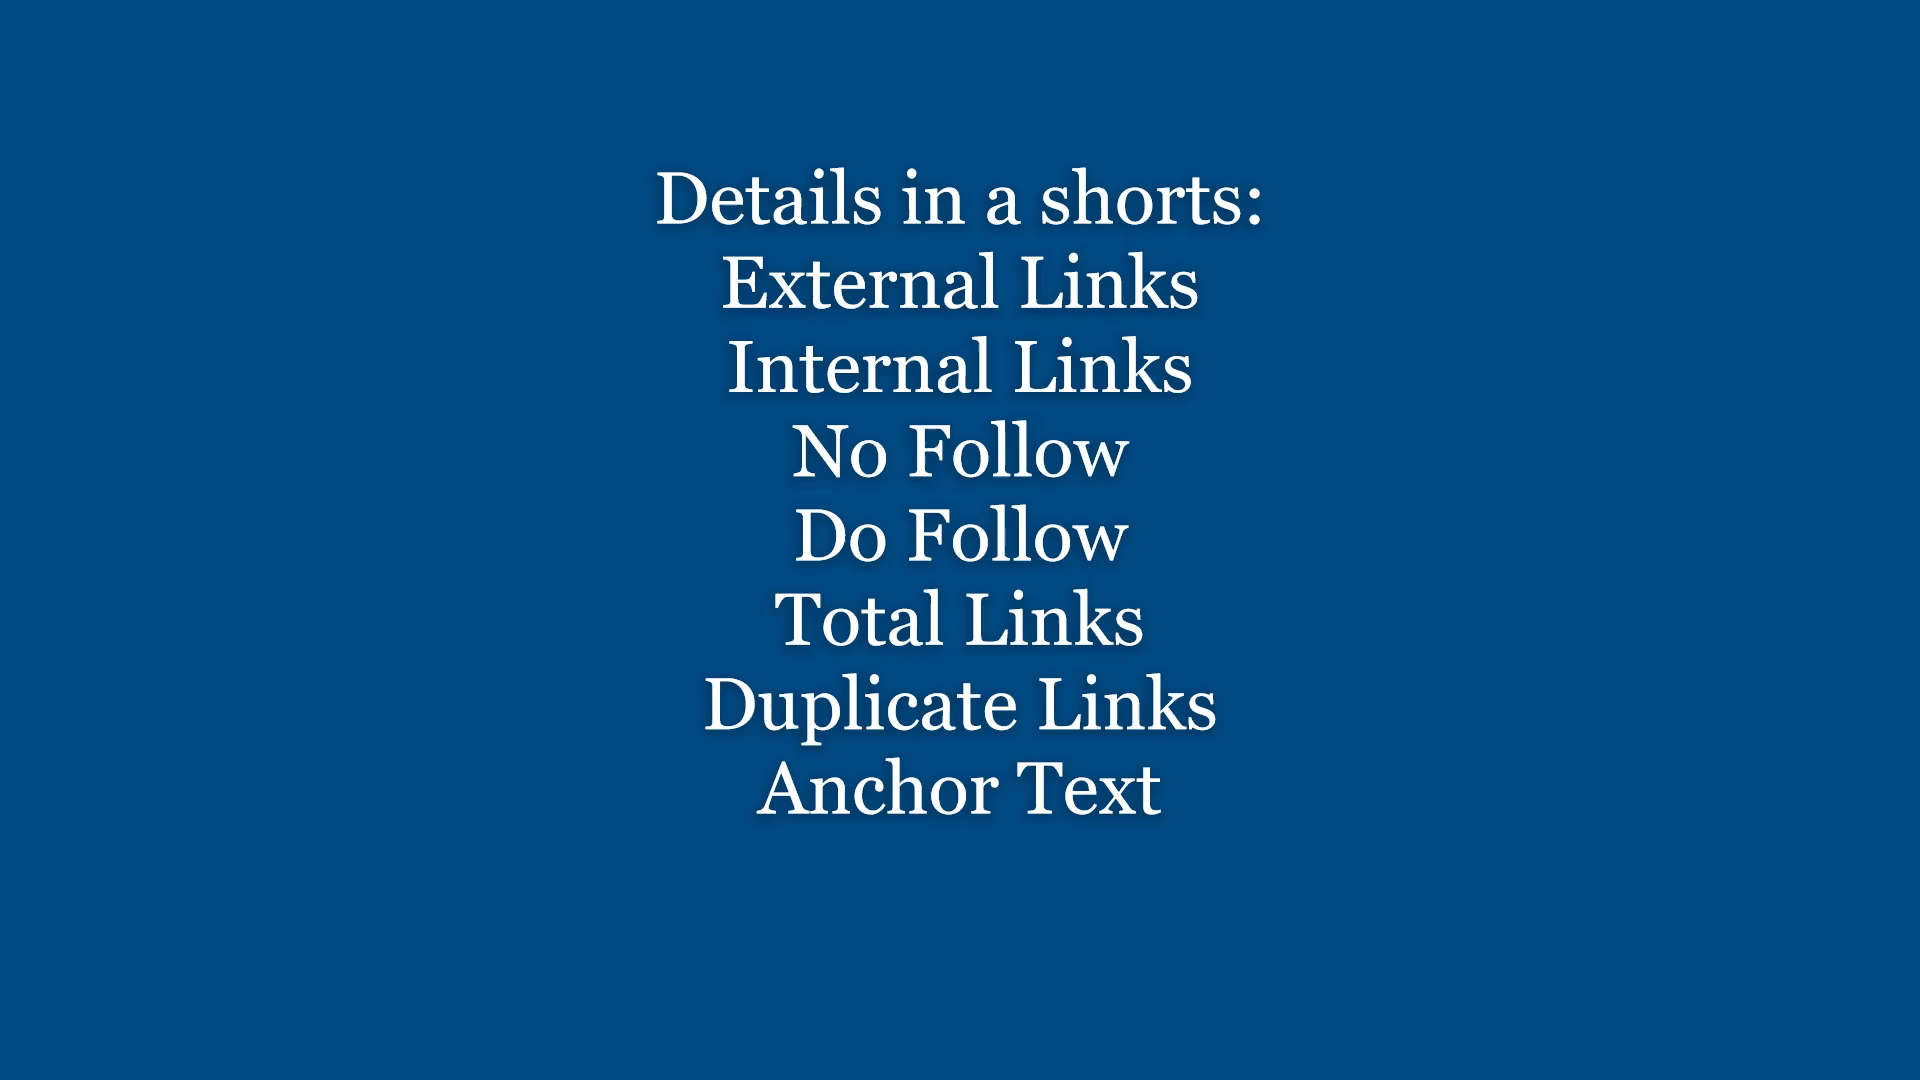 Details in a shorts:
External Links
Internal Links
No Follow
Do Follow
Total Links
Duplicate Links
Anchor Text